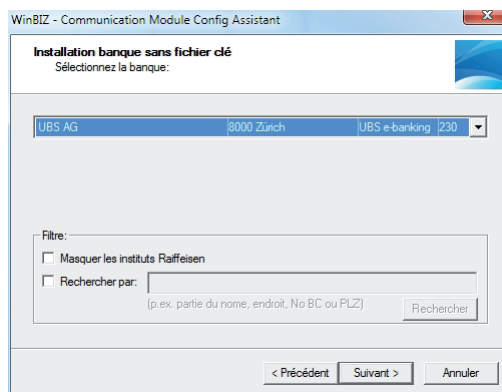 WinBIZ - Communication Module Config Assistant
Installation banque sans fichier clé
Sélectionnez la banque:
UBS AG 8000 Zürich UBS e-banking 230
Filtre:
Masquer les instituts Raiffeisen
Rechercher par:
(p.ex. partie du nome, endroit, No BC ou PLZ)
Rechercher
< Précédent Suivant > Annuler